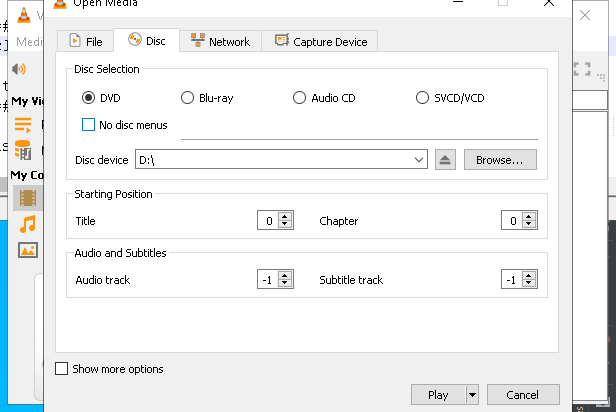 Open Media
Medi
File
Disc
Network
Capture Device
Disc Selection
DVD
Blu-ray
Audio CD
SVCD/VCD
My Vi
No disc menus
Disc device
D:\
Browse...
My Co
Starting Position
Title
0
Chapter
0
Audio and Subtitles
Audio track
-1
Subtitle track
-1
Show more options
Play
Cancel